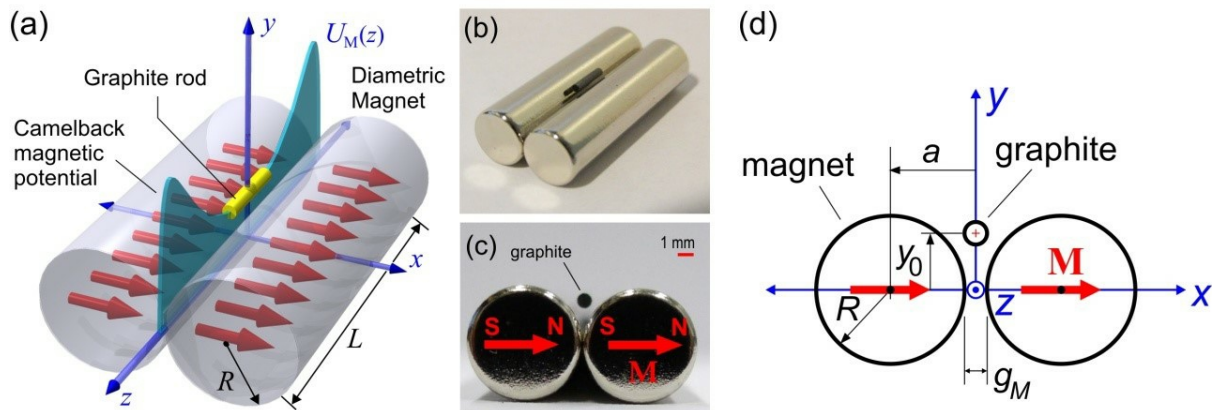 (a)
y
U_M(z)
Graphite rod
Diametric
Magnet
Camelback
magnetic
potential
x
z
R
L
(b)
(c)
graphite
1 mm
S N
S N
M
(d)
y
a
graphite
magnet
y_0
M
R
z
x
g_M